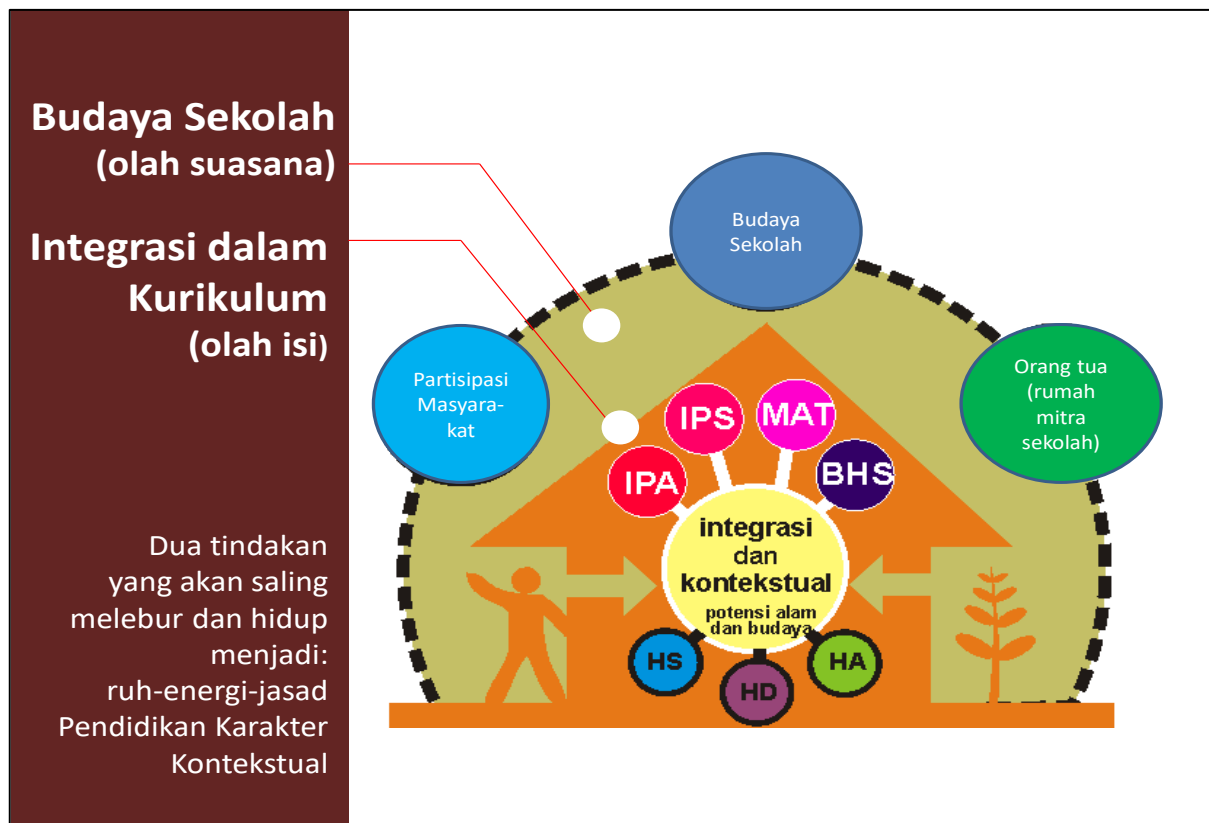 Budaya Sekolah
(olah suasana)
Integrasi dalam
Kurikulum
(olah isi)
Dua tindakan
yang akan saling
melebur dan hidup
menjadi:
ruh-energi-jasad
Pendidikan Karakter
Kontekstual
Budaya
Sekolah
Partisipasi
Masyara-
kat
Orang tua
(rumah
mitra
sekolah)
IPA
IPS
MAT
BHS
integrasi
dan
kontekstual
potensi alam
dan budaya
HS
HD
HA